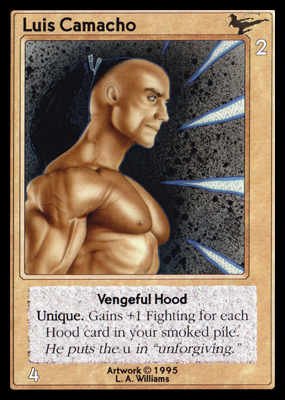 Luis Camacho
2
Vengeful Hood
Unique. Gains +1 Fighting for each
Hood card in your smoked pile.
He puts the u in "unforgiving."
4
Artwork © 1995
L. A. Williams